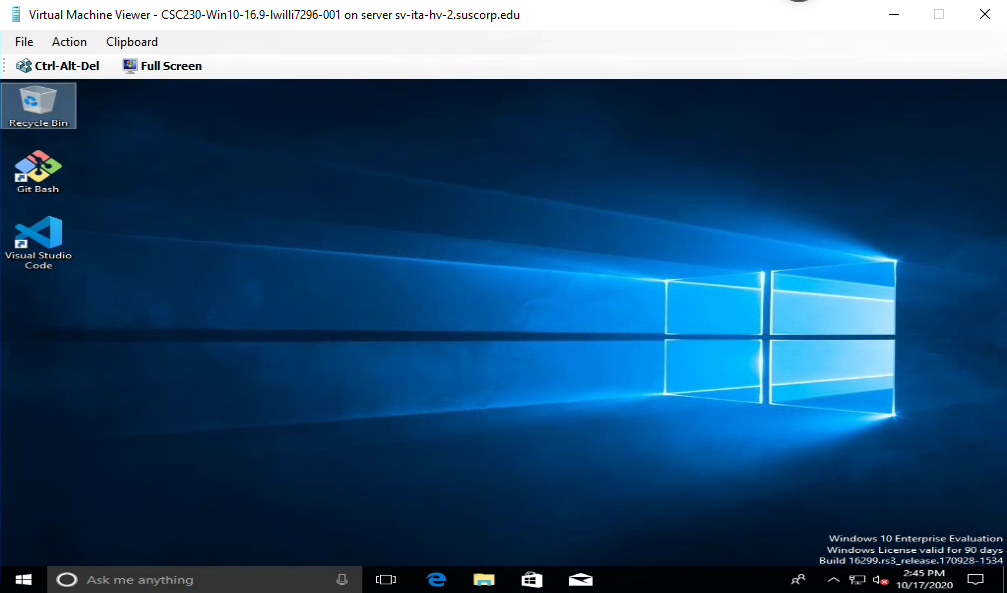 Virtual Machine Viewer - CSC230-Win10-16.9-lwilli7296-001 on server sv-ita-hv-2.suscorp.edu
File Action Clipboard
Ctrl-Alt-Del Full Screen
Recycle Bin
Git Bash
Visual Studio
Code
Windows 10 Enterprise Evaluation
Windows License valid for 90 days
Build 16299.rs3_release.170928-1534
Ask me anything
2:45 PM
10/17/2020